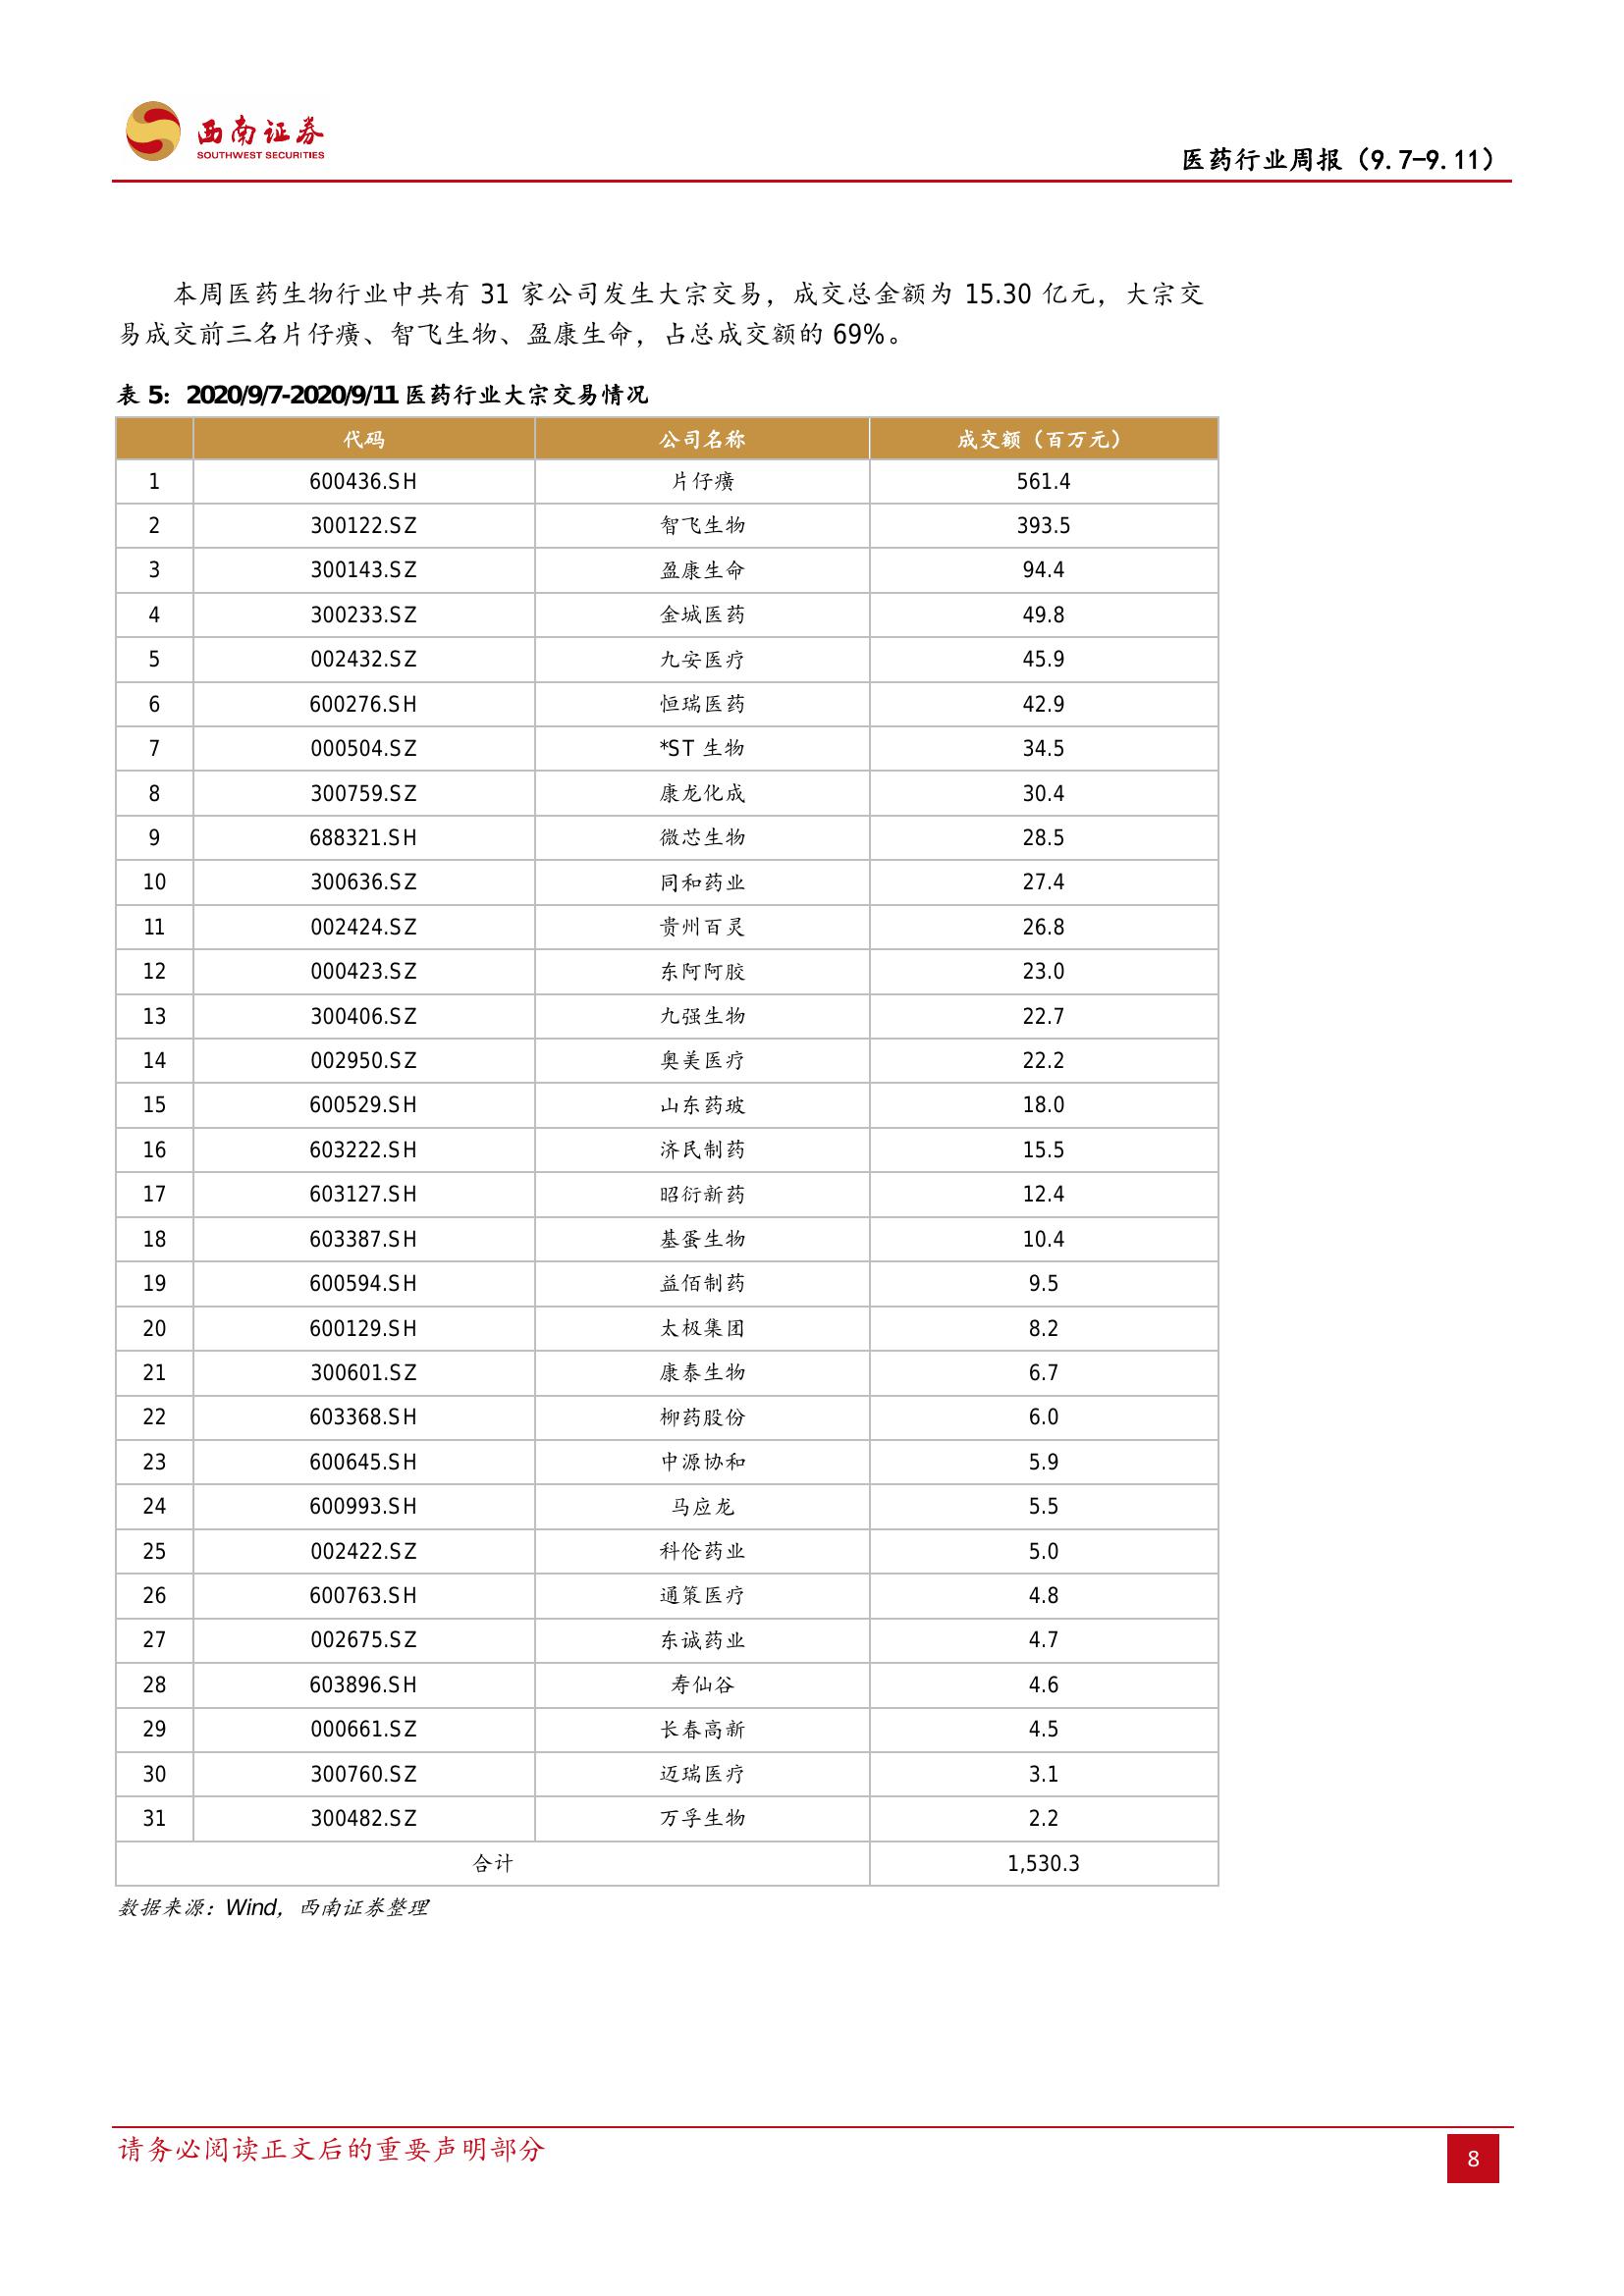 西南证券
SOUTHWEST SECURITIES
医药行业周报（9.7-9.11）
本周医药生物行业中共有 31 家公司发生大宗交易，成交总金额为 15.30 亿元，大宗交
易成交前三名片仔癀、智飞生物、盈康生命，占总成交额的 69%。
表 5：2020/9/7-2020/9/11 医药行业大宗交易情况
代码 公司名称 成交额（百万元）
1 600436.SH 片仔癀 561.4
2 300122.SZ 智飞生物 393.5
3 300143.SZ 盈康生命 94.4
4 300233.SZ 金城医药 49.8
5 002432.SZ 九安医疗 45.9
6 600276.SH 恒瑞医药 42.9
7 000504.SZ *ST 生物 34.5
8 300759.SZ 康龙化成 30.4
9 688321.SH 微芯生物 28.5
10 300636.SZ 同和药业 27.4
11 002424.SZ 贵州百灵 26.8
12 000423.SZ 东阿阿胶 23.0
13 300406.SZ 九强生物 22.7
14 002950.SZ 奥美医疗 22.2
15 600529.SH 山东药玻 18.0
16 603222.SH 济民制药 15.5
17 603127.SH 昭衍新药 12.4
18 603387.SH 基蛋生物 10.4
19 600594.SH 益佰制药 9.5
20 600129.SH 太极集团 8.2
21 300601.SZ 康泰生物 6.7
22 603368.SH 柳药股份 6.0
23 600645.SH 中源协和 5.9
24 600993.SH 马应龙 5.5
25 002422.SZ 科伦药业 5.0
26 600763.SH 通策医疗 4.8
27 002675.SZ 东诚药业 4.7
28 603896.SH 寿仙谷 4.6
29 000661.SZ 长春高新 4.5
30 300760.SZ 迈瑞医疗 3.1
31 300482.SZ 万孚生物 2.2
合计 1,530.3
数据来源：Wind，西南证券整理
请务必阅读正文后的重要声明部分
8